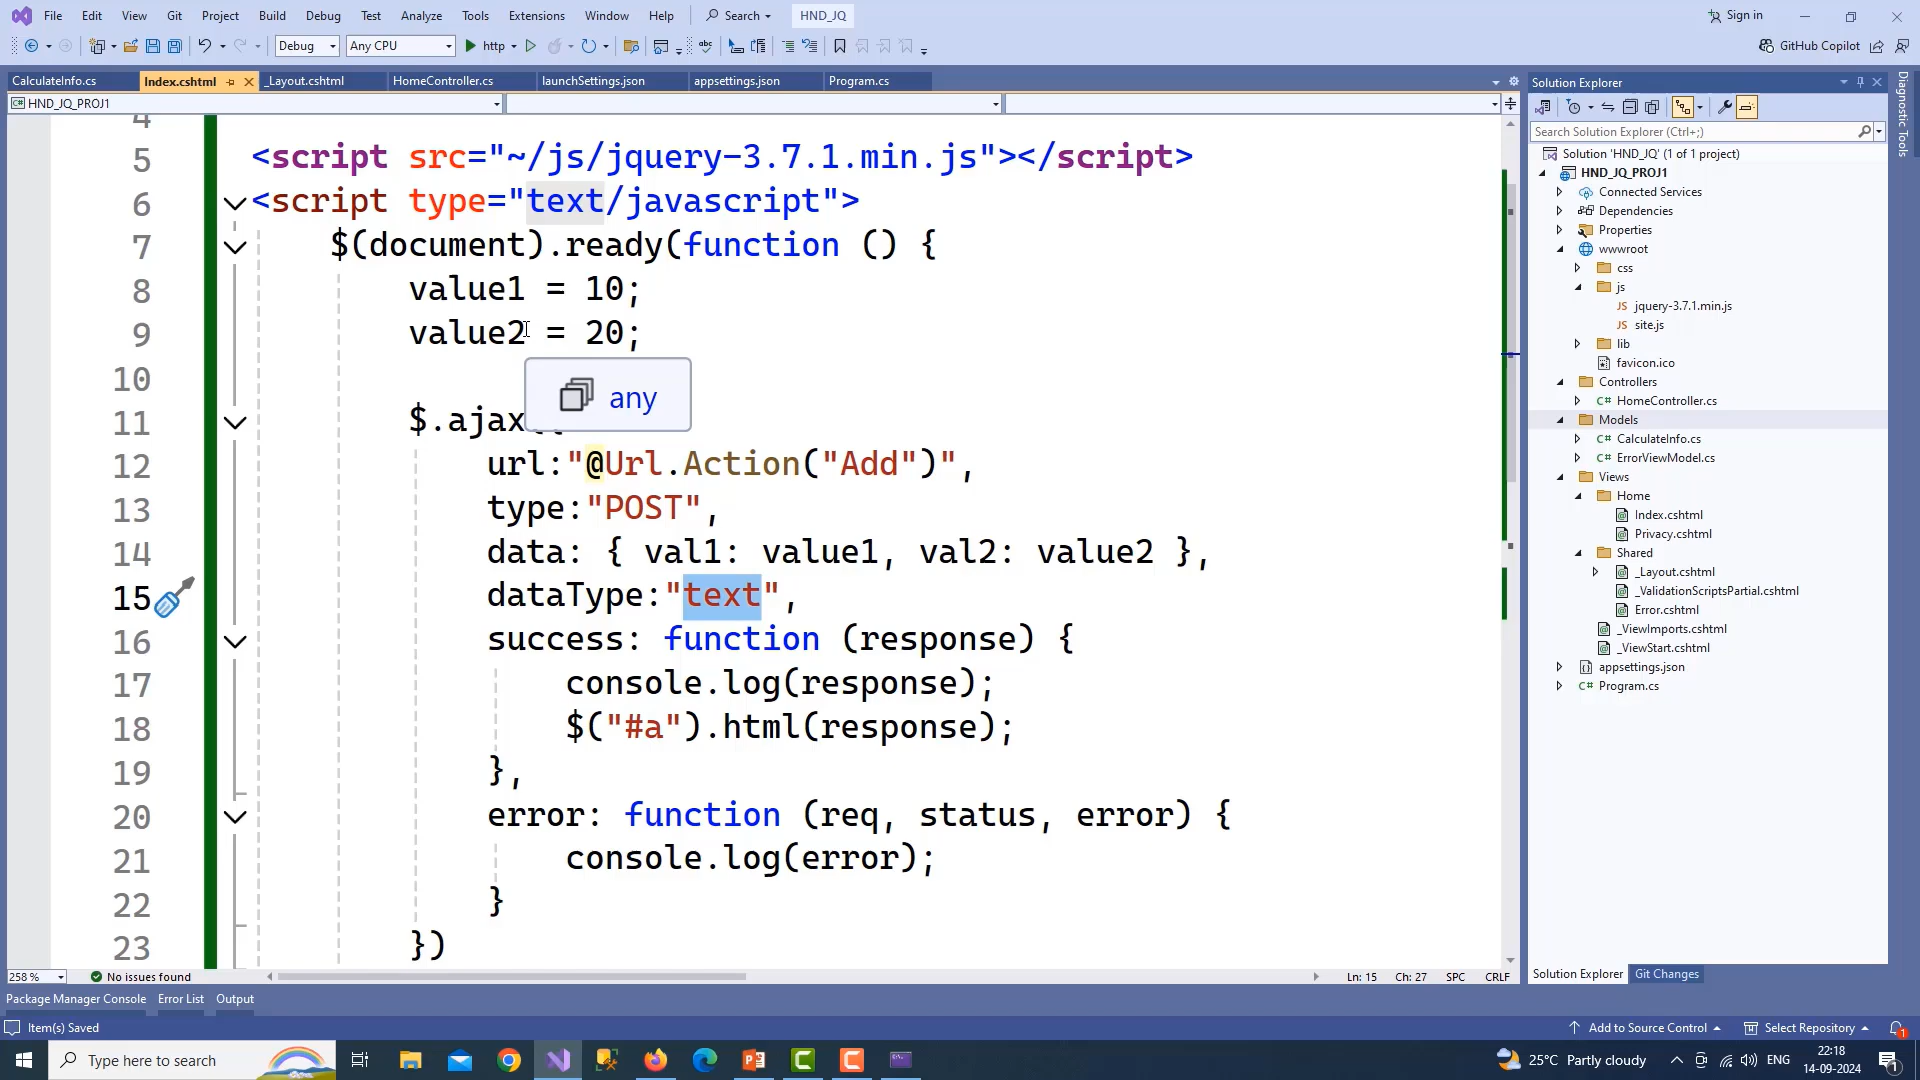 File Edit View Git Project Build Debug Test Analyze Tools Extensions Window Help Search HND_JQ Sign in
Debug Any CPU http GitHub Copilot
CalculateInfo.cs Index.cshtml _Layout.cshtml HomeController.cs launchSettings.json appsettings.json Program.cs
HND_JQ_PROJ1
4
5 <script src="~/js/jquery-3.7.1.min.js"></script>
6 <script type="text/javascript">
7 $(document).ready(function () {
8 value1 = 10;
9 value2 = 20;
10
any
11 $.ajax({
12 url:"@Url.Action("Add")",
13 type:"POST",
14 data: { val1: value1, val2: value2 },
15 dataType:"text",
16 success: function (response) {
17 console.log(response);
18 $("#a").html(response);
19 },
20 error: function (req, status, error) {
21 console.log(error);
22 }
23 })
258 % No issues found Ln: 15 Ch: 27 SPC CRLF
Solution Explorer
Search Solution Explorer (Ctrl+;)
Solution 'HND_JQ' (1 of 1 project)
HND_JQ_PROJ1
Connected Services
Dependencies
Properties
wwwroot
css
js
jquery-3.7.1.min.js
site.js
lib
favicon.ico
Controllers
C# HomeController.cs
Models
C# CalculateInfo.cs
C# ErrorViewModel.cs
Views
Home
Index.cshtml
Privacy.cshtml
Shared
_Layout.cshtml
_ValidationScriptsPartial.cshtml
Error.cshtml
_ViewImports.cshtml
_ViewStart.cshtml
appsettings.json
C# Program.cs
Solution Explorer Git Changes
Diagnostic Tools
Package Manager Console Error List Output
Item(s) Saved Add to Source Control Select Repository 1
Type here to search 25°C Partly cloudy ENG 22:18
14-09-2024 1